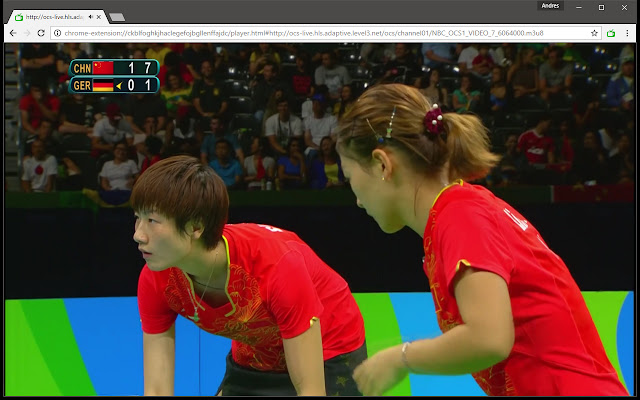 Andres
http://ocs-live.hls.ada
chrome-extension://ckblfoghkjhaclegefojbgllenffajdc/player.html#http://ocs-live.hls.adaptive.level3.net/ocs/channel01/NBC_OCS1_VIDEO_7_6064000.m3u8
CHN 1 7
GER 0 1